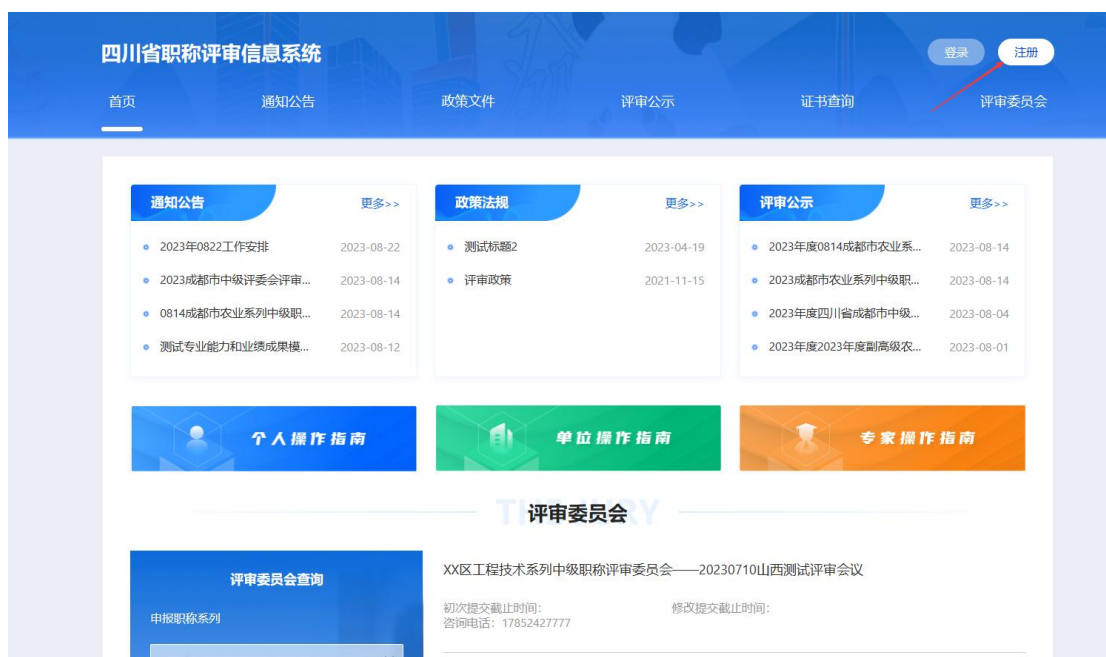 四川省职称评审信息系统
登录 注册
首页 通知公告 政策文件 评审公示 证书查询 评审委员会
通知公告 更多>>
2023年0822工作安排 2023-08-22
2023成都市中级评委会评审... 2023-08-14
0814成都市农业系列中级职... 2023-08-14
测试专业能力和业绩成果模... 2023-08-12
政策法规 更多>>
测试标题2 2023-04-19
评审政策 2021-11-15
评审公示 更多>>
2023年度0814成都市农业系... 2023-08-14
2023成都市农业系列中级职... 2023-08-14
2023年度四川省成都市中级... 2023-08-04
2023年度2023年度副高级农... 2023-08-01
个人操作指南 单位操作指南 专家操作指南
THE JURY
评审委员会
评审委员会查询
申报职称系列
XX区工程技术系列中级职称评审委员会——20230710山西测试评审会议
初次提交截止时间: 修改提交截止时间:
咨询电话: 17852427777